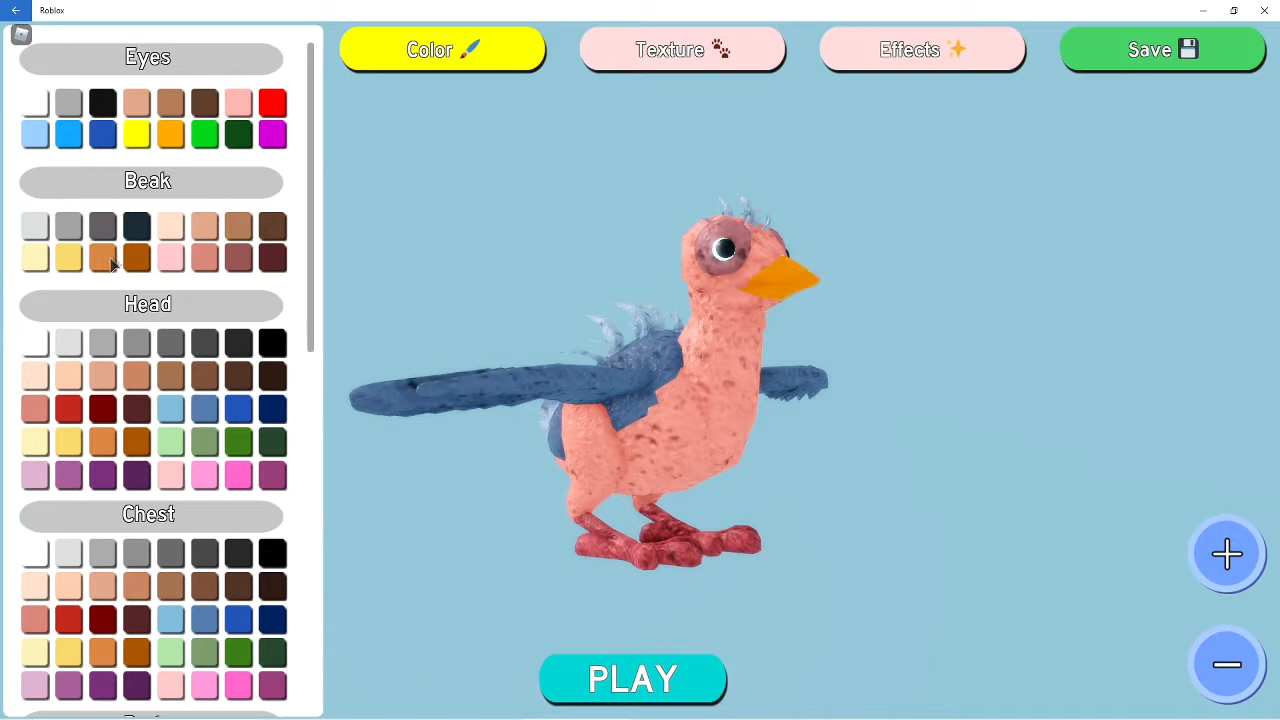 Roblox
Eyes
Color
Texture
Effects
Save
Beak
Head
Chest
PLAY